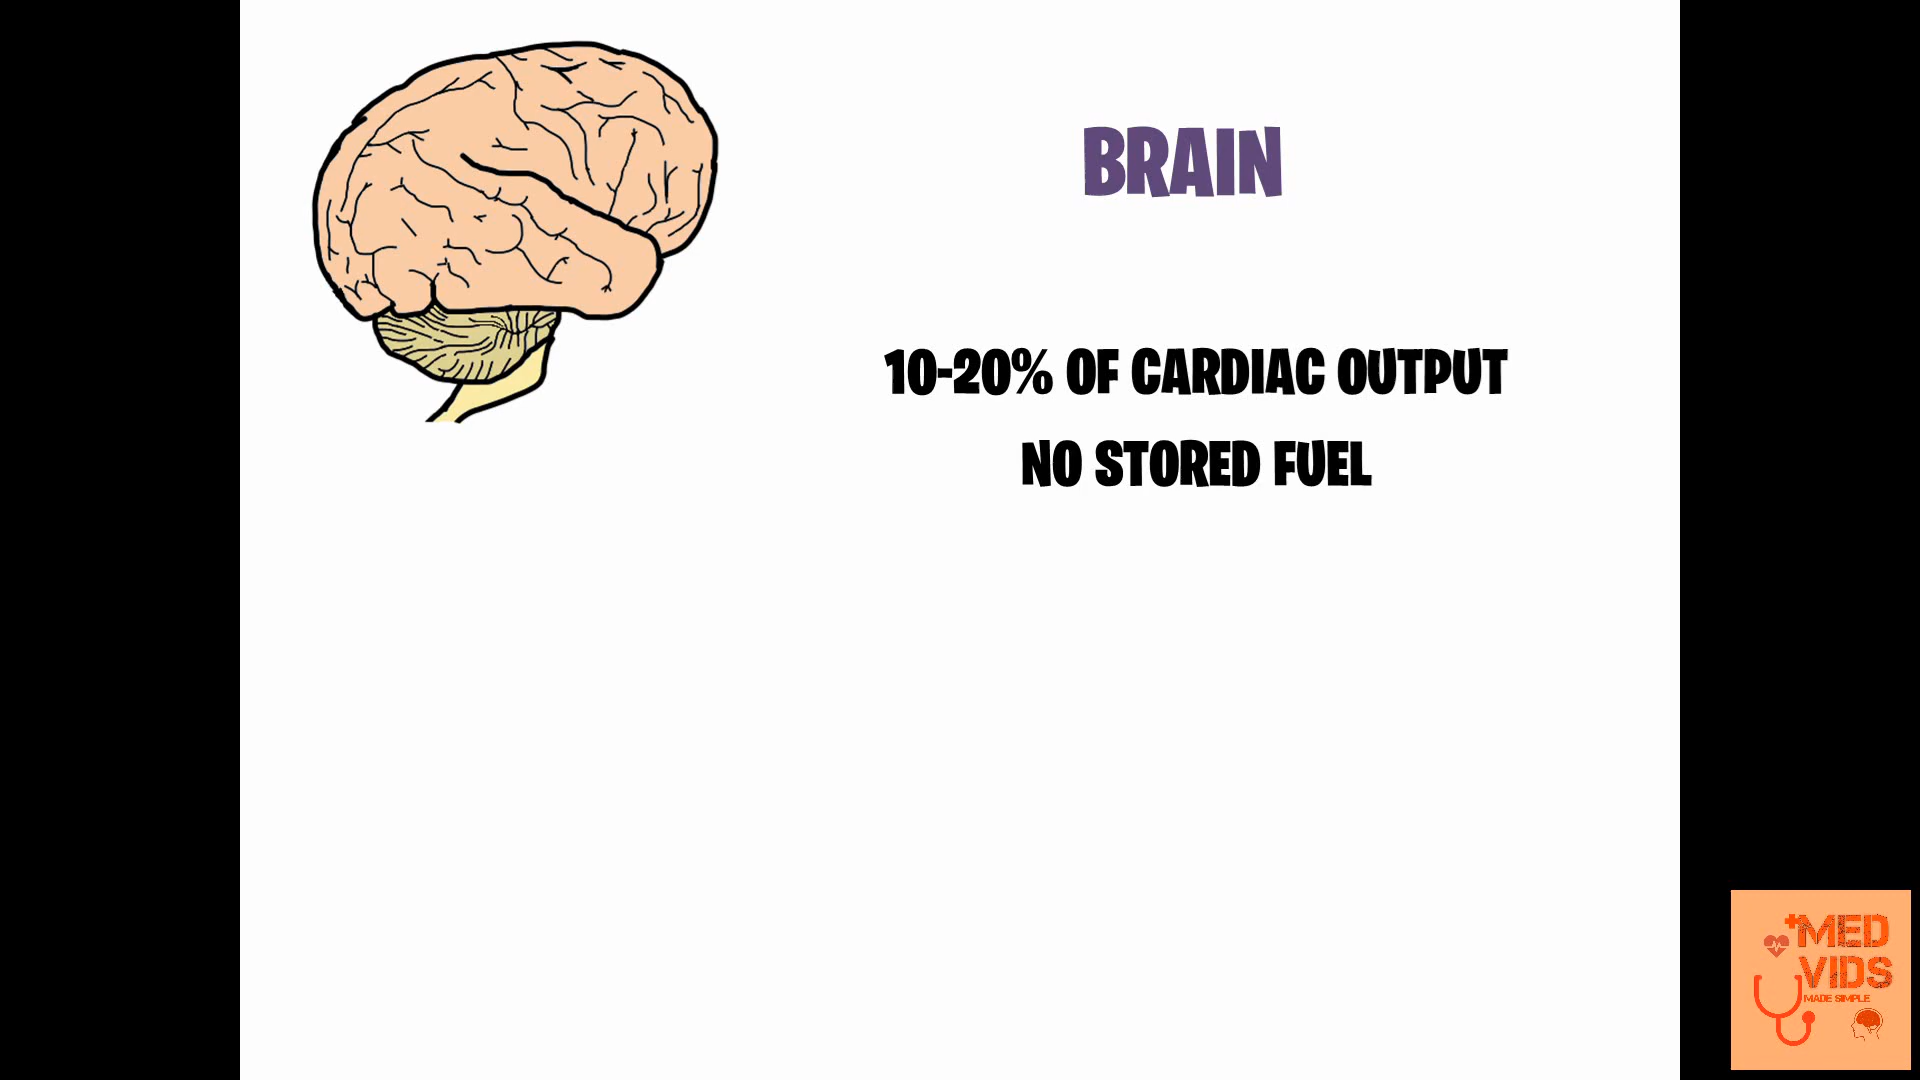 BRAIN
10-20% OF CARDIAC OUTPUT
NO STORED FUEL
MED
VIDS
MADE SIMPLE